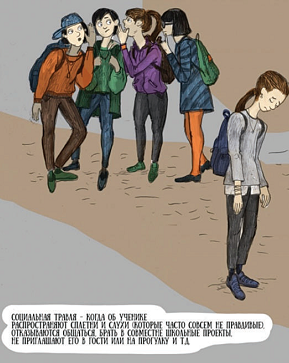 СОЦИАЛЬНАЯ ТРАВЛЯ - КОГДА ОБ УЧЕНИКЕ
РАСПРОСТРАНЯЮТ СПЛЕТНИ И СЛУХИ (КОТОРЫЕ ЧАСТО СОВСЕМ НЕ ПРАВДИВЫЕ),
ОТКАЗЫВАЮТСЯ ОБЩАТЬСЯ, БРАТЬ В СОВМЕСТНЕ ШКОЛЬНЫЕ ПРОЕКТЫ,
НЕ ПРИГЛАШАЮТ ЕГО В ГОСТИ ИЛИ НА ПРОГУЛКУ И Т.Д.